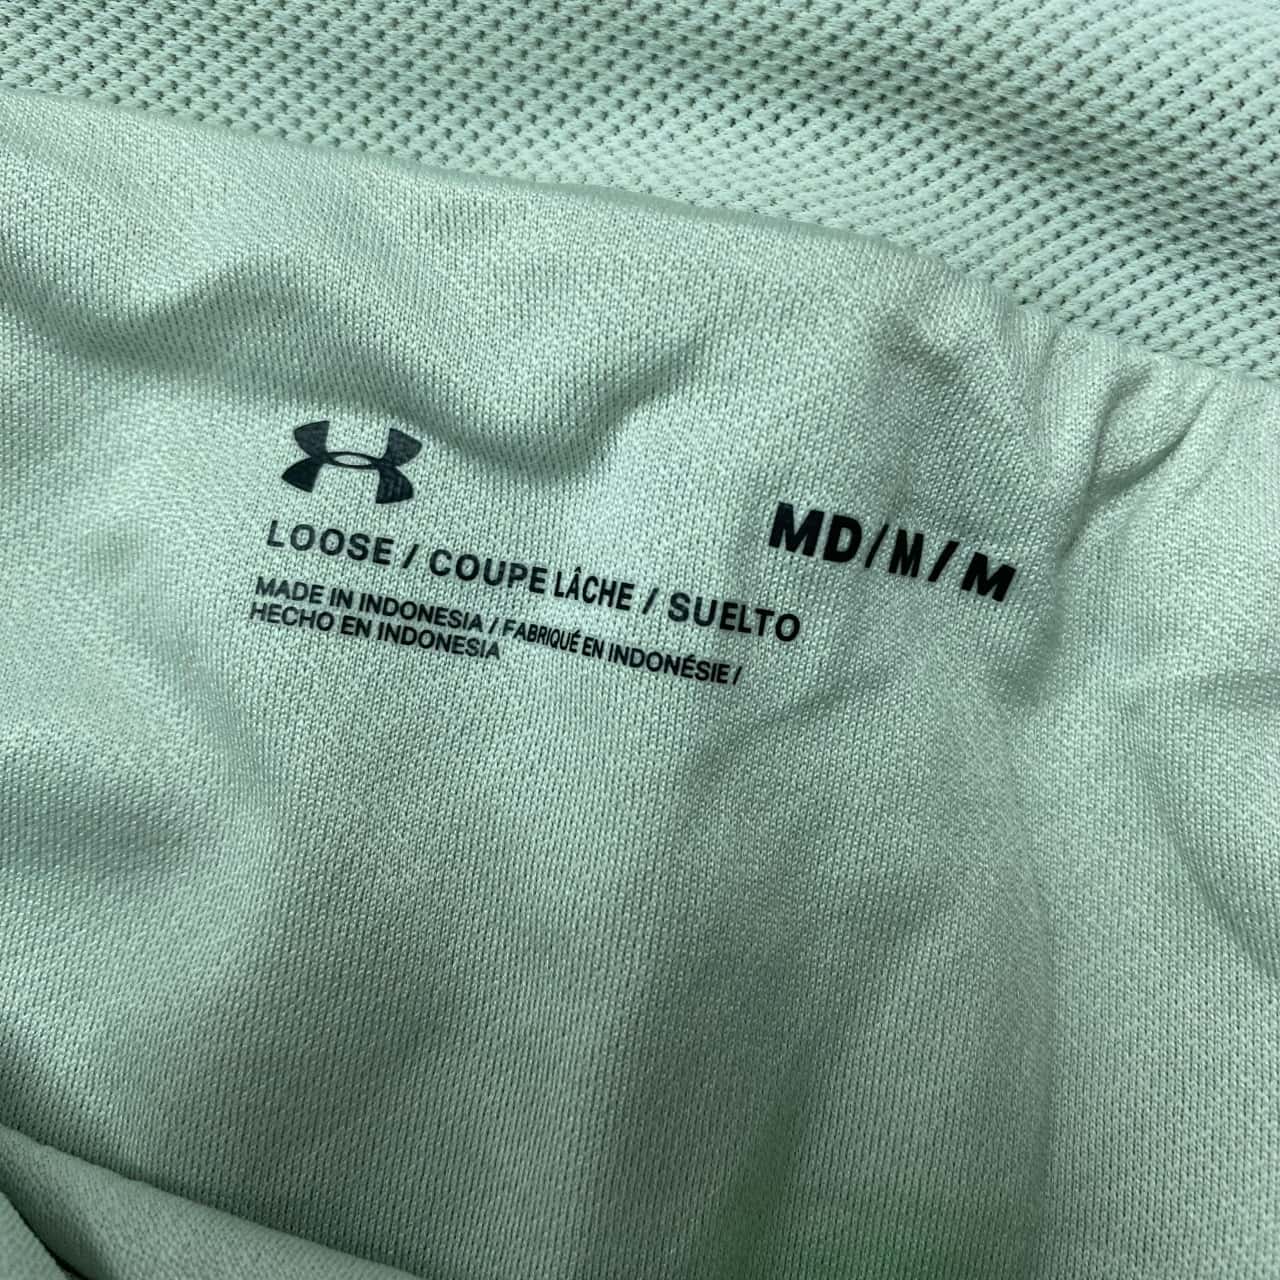 MD/M/M
LOOSE / COUPE LÂCHE / SUELTO
MADE IN INDONESIA / FABRIQUÉ EN INDONÉSIE /
HECHO EN INDONESIA